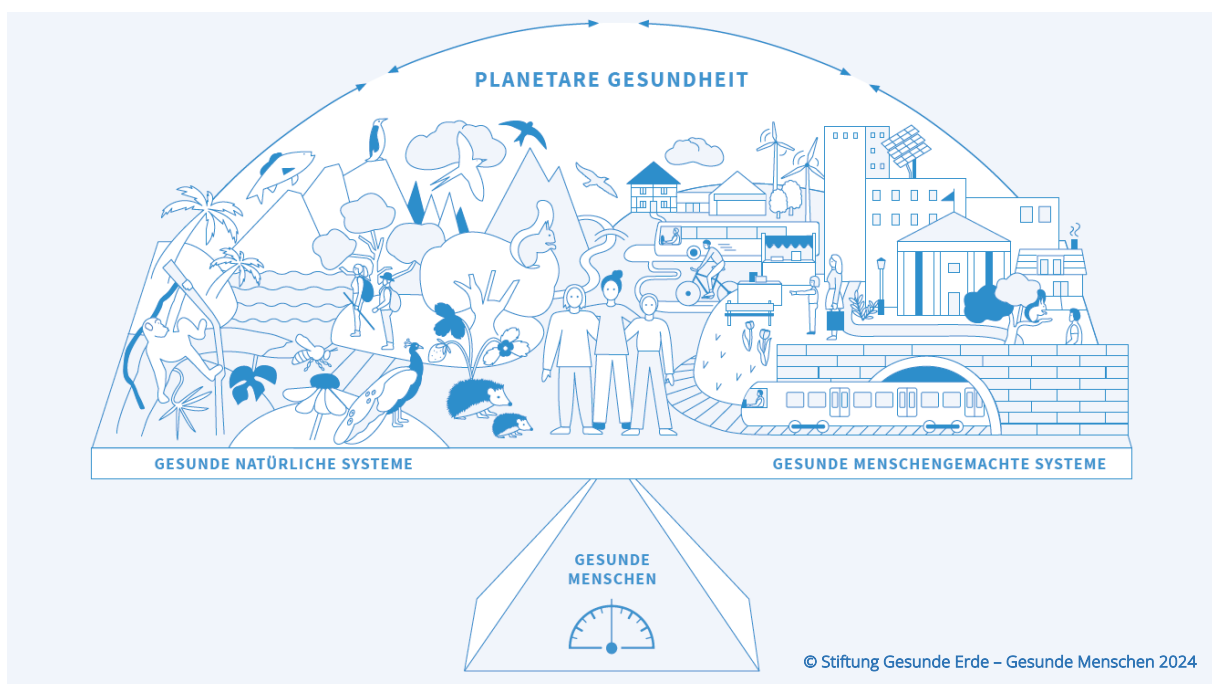 PLANETARE GESUNDHEIT
GESUNDE NATÜRLICHE SYSTEME
GESUNDE MENSCHENGEMACHTE SYSTEME
GESUNDE
MENSCHEN
© Stiftung Gesunde Erde – Gesunde Menschen 2024